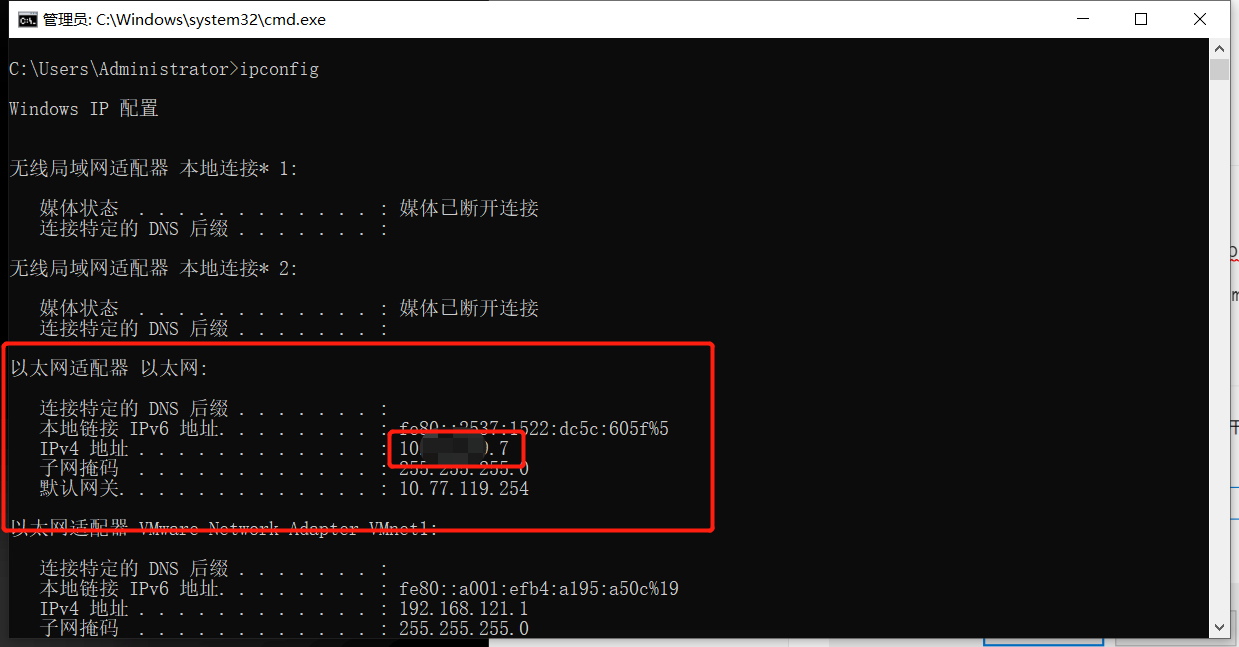 管理员: C:\Windows\system32\cmd.exe
C:\Users\Administrator>ipconfig
Windows IP 配置
无线局域网适配器 本地连接* 1:
媒体状态 . . . . . . . . . . . . : 媒体已断开连接
连接特定的 DNS 后缀 . . . . . . . :
无线局域网适配器 本地连接* 2:
媒体状态 . . . . . . . . . . . . : 媒体已断开连接
连接特定的 DNS 后缀 . . . . . . . :
以太网适配器 以太网:
连接特定的 DNS 后缀 . . . . . . . :
本地链接 IPv6 地址. . . . . . . . : fe80::2537:1522:dc5c:605f%5
IPv4 地址 . . . . . . . . . . . . : 10 .7
子网掩码 . . . . . . . . . . . . : 255.255.255.0
默认网关. . . . . . . . . . . . . : 10.77.119.254
以太网适配器 VMware Network Adapter VMnet1:
连接特定的 DNS 后缀 . . . . . . . :
本地链接 IPv6 地址. . . . . . . . : fe80::a001:efb4:a195:a50c%19
IPv4 地址 . . . . . . . . . . . . : 192.168.121.1
子网掩码 . . . . . . . . . . . . : 255.255.255.0